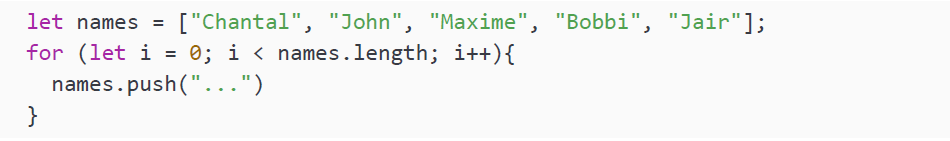 let names = ["Chantal", "John", "Maxime", "Bobbi", "Jair"];
for (let i = 0; i < names.length; i++){
  names.push("...")
}